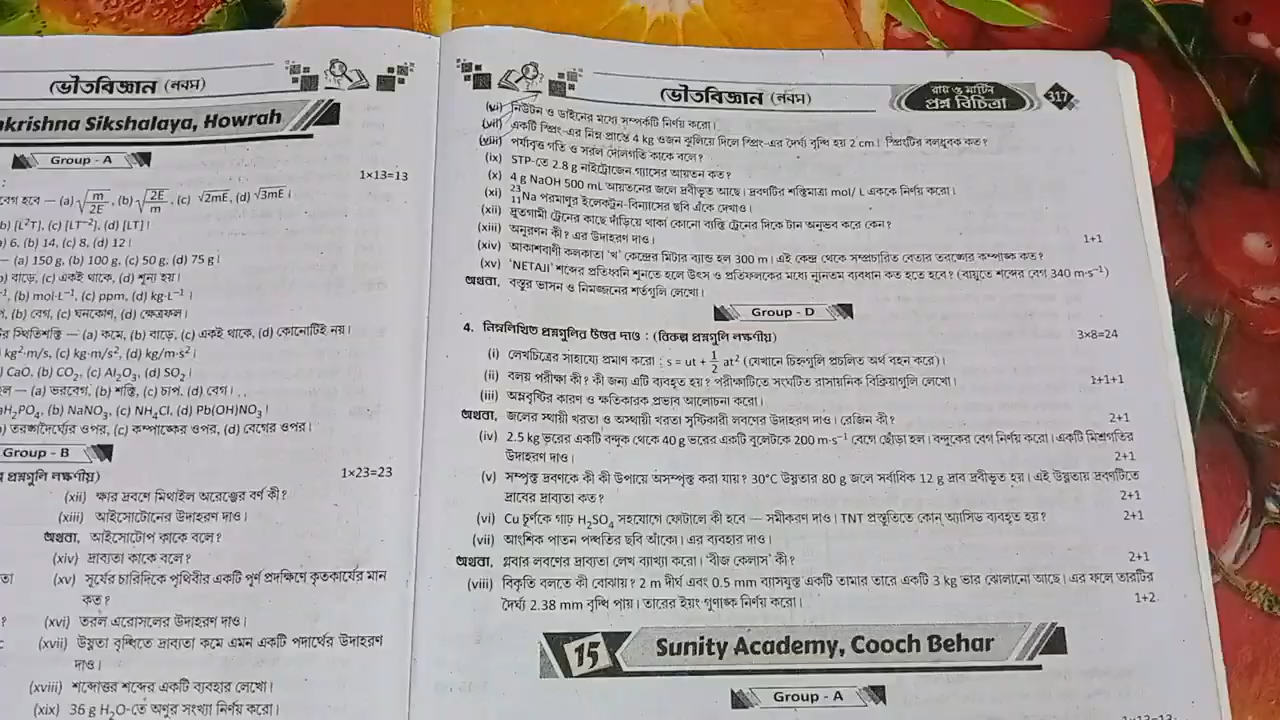 ভৌতবিজ্ঞান (নবম)
nkrishna Sikshalaya, Howrah
Group - A
1×13=13
বেগ হবে — (a) √(m/2E), (b) √(2E/m), (c) √2mE, (d) √3mE।
b) [L²T], (c) [LT⁻²], (d) [LT]।
) 6, (b) 14, (c) 8, (d) 12।
— (a) 150 g, (b) 100 g, (c) 50 g, (d) 75 g।
) বাড়ে, (c) একই থাকে, (d) শূন্য হয়।
⁻¹, (b) mol·L⁻¹, (c) ppm, (d) kg·L⁻¹।
(b) বেগ, (c) ঘনকোণ, (d) ক্ষেত্রফল।
র স্থিতিশক্তি — (a) কমে, (b) বাড়ে, (c) একই থাকে, (d) কোনোটিই নয়।
kg²·m/s, (c) kg·m/s², (d) kg/m·s²।
) CaO, (b) CO₂, (c) Al₂O₃, (d) SO₂।
হল — (a) ভরবেগ, (b) শক্তি, (c) চাপ, (d) বেগ।
H₂PO₄, (b) NaNO₃, (c) NH₄Cl, (d) Pb(OH)NO₃।
) তরঙ্গদৈর্ঘ্যের ওপর, (c) কম্পাঙ্কের ওপর, (d) বেগের ওপর।
Group - B
প্রশ্নগুলি লক্ষণীয়) 1×23=23
(xii) ক্ষার দ্রবণে মিথাইল অরেঞ্জের বর্ণ কী?
(xiii) আইসোটোনের উদাহরণ দাও।
অথবা, আইসোটোপ কাকে বলে?
(xiv) দ্রাব্যতা কাকে বলে?
(xv) সূর্যের চারিদিকে পৃথিবীর একটি পূর্ণ প্রদক্ষিণে কৃতকার্যের মান
কত?
(xvi) তরল এরোসলের উদাহরণ দাও।
(xvii) উষ্ণতা বৃদ্ধিতে দ্রাব্যতা কমে এমন একটি পদার্থের উদাহরণ
দাও।
(xviii) শব্দোত্তর শব্দের একটি ব্যবহার লেখো।
(xix) 36 g H₂O-তে অণুর সংখ্যা নির্ণয় করো।
ভৌতবিজ্ঞান (নবম)
রায় ও মার্টিন
প্রশ্ন বিচিত্রা
317
(vi) নিউটন ও ডাইনের মধ্যে সম্পর্কটি নির্ণয় করো।
(vii) একটি স্প্রিং-এর নিম্ন প্রান্তে 4 kg ওজন ঝুলিয়ে দিলে স্প্রিং-এর দৈর্ঘ্য বৃদ্ধি হয় 2 cm। স্প্রিংটির বলধ্রুবক কত?
(viii) পর্যাবৃত্ত গতি ও সরল দোলগতি কাকে বলে?
(ix) STP-তে 2.8 g নাইট্রোজেন গ্যাসের আয়তন কত?
(x) 4 g NaOH 500 mL আয়তনের জলে দ্রবীভূত আছে। দ্রবণটির শক্তিমাত্রা mol/ L এককে নির্ণয় করো।
(xi) ²³₁₁Na পরমাণুর ইলেকট্রন-বিন্যাসের ছবি এঁকে দেখাও।
(xii) দ্রুতগামী ট্রেনের কাছে দাঁড়িয়ে থাকা কোনো ব্যক্তি ট্রেনের দিকে টান অনুভব করে কেন?
(xiii) অনুরণন কী? এর উদাহরণ দাও। 1+1
(xiv) আকাশবাণী কলকাতা 'খ' কেন্দ্রের মিটার ব্যান্ড হল 300 m। এই কেন্দ্র থেকে সম্প্রচারিত বেতার তরঙ্গের কম্পাঙ্ক কত?
(xv) 'NETAJI' শব্দের প্রতিধ্বনি শুনতে হলে উৎস ও প্রতিফলকের মধ্যে ন্যূনতম ব্যবধান কত হতে হবে? (বায়ুতে শব্দের বেগ 340 m·s⁻¹)
অথবা, বস্তুর ভাসন ও নিমজ্জনের শর্তগুলি লেখো।
Group - D
4. নিম্নলিখিত প্রশ্নগুলির উত্তর দাও : (বিকল্প প্রশ্নগুলি লক্ষণীয়) 3×8=24
(i) লেখচিত্রের সাহায্যে প্রমাণ করো : s = ut + 1/2 at² (যেখানে চিহ্নগুলি প্রচলিত অর্থ বহন করে)।
(ii) বলয় পরীক্ষা কী? কী জন্য এটি ব্যবহৃত হয়? পরীক্ষাটিতে সংঘটিত রাসায়নিক বিক্রিয়াগুলি লেখো। 1+1+1
(iii) অম্লবৃষ্টির কারণ ও ক্ষতিকারক প্রভাব আলোচনা করো।
অথবা, জলের স্থায়ী খরতা ও অস্থায়ী খরতা সৃষ্টিকারী লবণের উদাহরণ দাও। রেজিন কী? 2+1
(iv) 2.5 kg ভরের একটি বন্দুক থেকে 40 g ভরের একটি বুলেটকে 200 m·s⁻¹ বেগে ছোঁড়া হল। বন্দুকের বেগ নির্ণয় করো। একটি মিশ্রগতির
উদাহরণ দাও। 2+1
(v) সম্পৃক্ত দ্রবণকে কী কী উপায়ে অসম্পৃক্ত করা যায়? 30°C উষ্ণতার 80 g জলে সর্বাধিক 12 g দ্রাব দ্রবীভূত হয়। এই উষ্ণতায় দ্রবণটিতে
দ্রাবের দ্রাব্যতা কত? 2+1
(vi) Cu চূর্ণকে গাঢ় H₂SO₄ সহযোগে ফোটালে কী হবে — সমীকরণ দাও। TNT প্রস্তুতিতে কোন্ অ্যাসিড ব্যবহৃত হয়? 2+1
(vii) আংশিক পাতন পদ্ধতির ছবি আঁকো। এর ব্যবহার দাও।
অথবা, গ্লবার লবণের দ্রাব্যতা লেখ ব্যাখ্যা করো। 'বীজ কেলাস' কী? 2+1
(viii) বিকৃতি বলতে কী বোঝায়? 2 m দীর্ঘ এবং 0.5 mm ব্যাসযুক্ত একটি তামার তারে একটি 3 kg ভার ঝোলানো আছে। এর ফলে তারটির
দৈর্ঘ্য 2.38 mm বৃদ্ধি পায়। তারের ইয়ং গুণাঙ্ক নির্ণয় করো। 1+2
15 Sunity Academy, Cooch Behar
Group - A